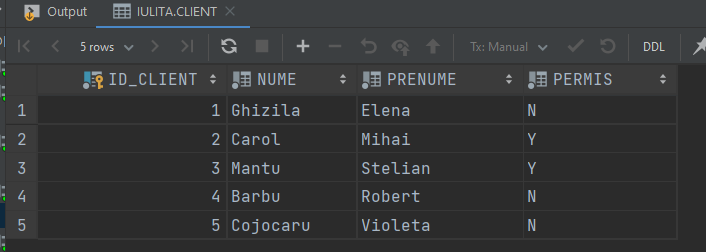 Output IULITA.CLIENT
5 rows Tx: Manual DDL
ID_CLIENT NUME PRENUME PERMIS
1 1 Ghizila Elena N
2 2 Carol Mihai Y
3 3 Mantu Stelian Y
4 4 Barbu Robert N
5 5 Cojocaru Violeta N